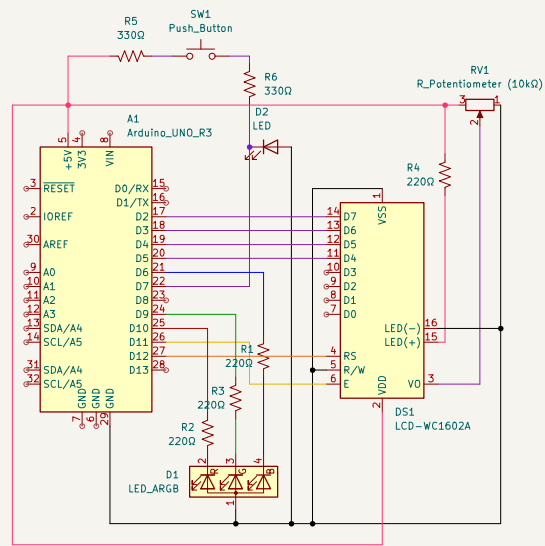 SW1
Push_Button
R5
330Ω
R6
330Ω
RV1
R_Potentiometer (10kΩ)
3
1
2
D2
LED
A1
Arduino_UNO_R3
5
4
8
+5V
3V3
VIN
R4
220Ω
3
RESET
D0/RX
15
D1/TX
16
2
IOREF
D2
17
D3
18
30
AREF
D4
19
D5
20
9
A0
D6
21
10
A1
D7
22
11
A2
D8
23
12
A3
D9
24
13
SDA/A4
D10
25
14
SCL/A5
D11
26
D12
27
31
SDA/A4
D13
28
32
SCL/A5
GND
GND
GND
7
6
29
1
VSS
14
D7
13
D6
12
D5
11
D4
10
D3
9
D2
8
D1
7
D0
LED(-)
16
LED(+)
15
4
RS
5
R/W
6
E
VDD
VO
3
2
DS1
LCD-WC1602A
R1
220Ω
R3
220Ω
R2
220Ω
D1
LED_ARGB
2
3
4
R
G
B
1